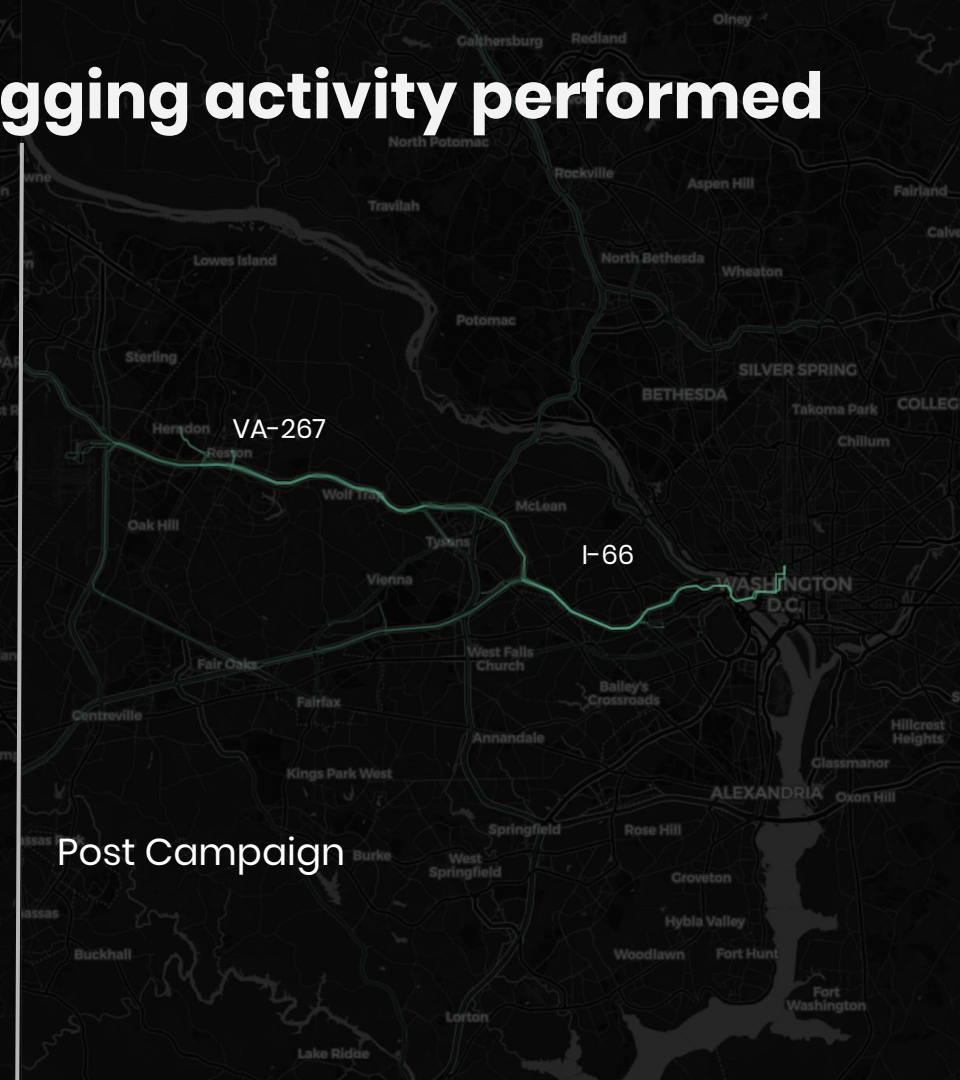 Olney
Gaithersburg
Redland
gging activity performed
North Potomac
Rockville
Aspen Hill
Fairland
Travilah
Lowes Island
North Bethesda
Wheaton
Potomac
Sterling
SILVER SPRING
BETHESDA
Takoma Park
COLLEG
Herndon
VA-267
Chillum
Reston
Wolf Trap
McLean
Oak Hill
Tysons
I-66
Vienna
WASHINGTON
D.C.
West Falls
Church
Fair Oaks
Bailey's
Crossroads
Fairfax
Centreville
Hillcrest
Heights
Annandale
Glassmanor
Kings Park West
ALEXANDRIA
Oxon Hill
Springfield
Rose Hill
Post Campaign
Burke
West
Springfield
Groveton
assas
Hybla Valley
Buckhall
Woodlawn
Fort Hunt
Fort
Washington
Lorton
Lake Ridge